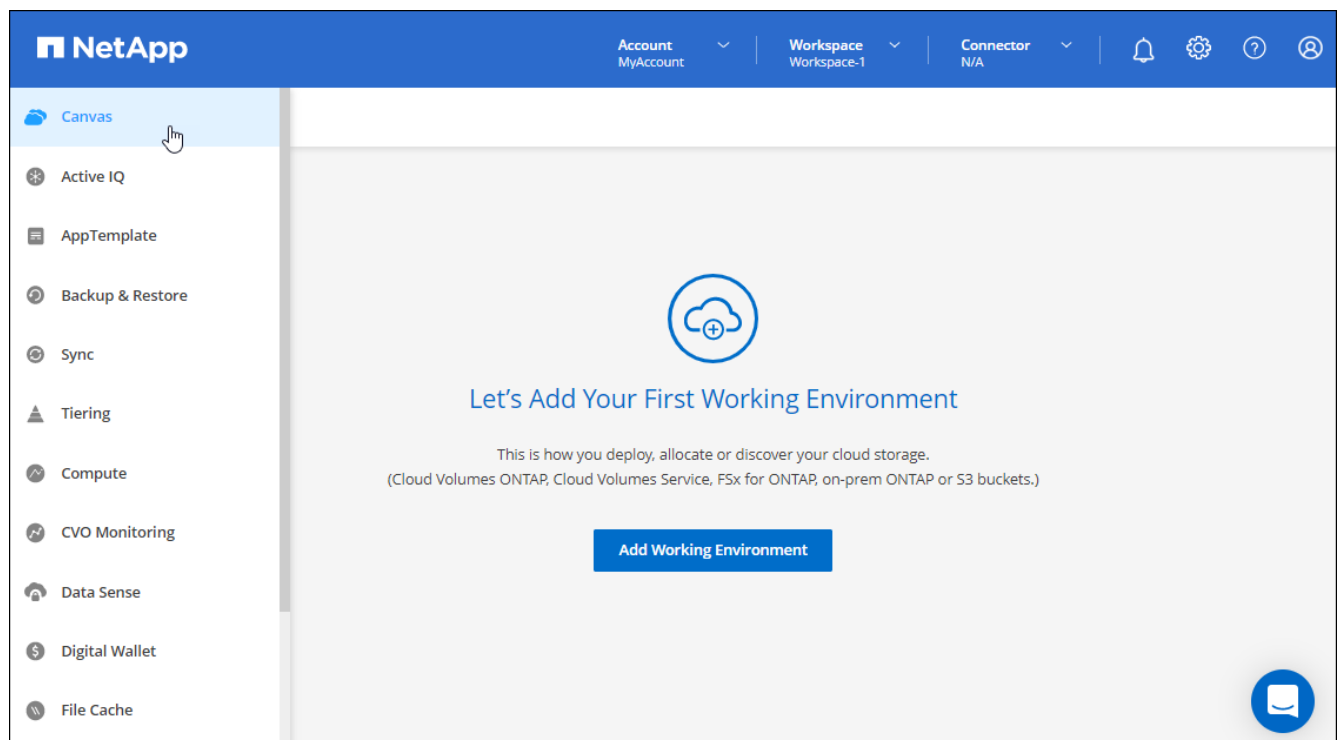 NetApp
Account
MyAccount
Workspace
Workspace-1
Connector
N/A
Canvas
Active IQ
AppTemplate
Backup & Restore
Sync
Tiering
Compute
CVO Monitoring
Data Sense
Digital Wallet
File Cache
Let's Add Your First Working Environment
This is how you deploy, allocate or discover your cloud storage.
(Cloud Volumes ONTAP, Cloud Volumes Service, FSx for ONTAP, on-prem ONTAP or S3 buckets.)
Add Working Environment